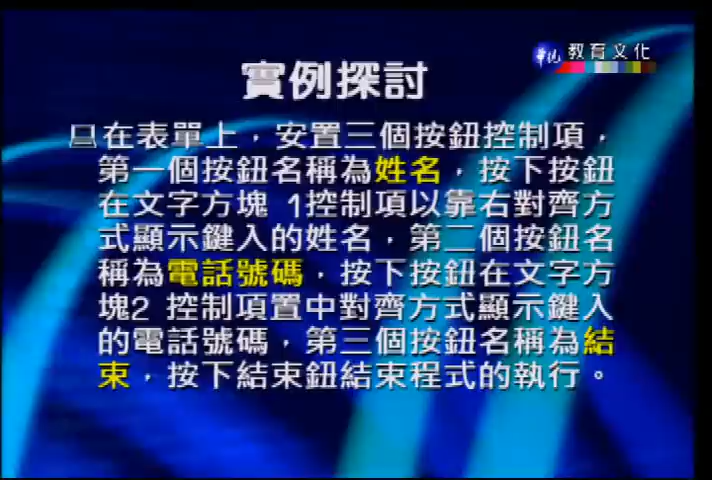 華視 教育文化
實例探討
在表單上，安置三個按鈕控制項，
第一個按鈕名稱為姓名，按下按鈕
在文字方塊 1控制項以靠右對齊方
式顯示鍵入的姓名，第二個按鈕名
稱為電話號碼，按下按鈕在文字方
塊2 控制項置中對齊方式顯示鍵入
的電話號碼，第三個按鈕名稱為結
束，按下結束鈕結束程式的執行。